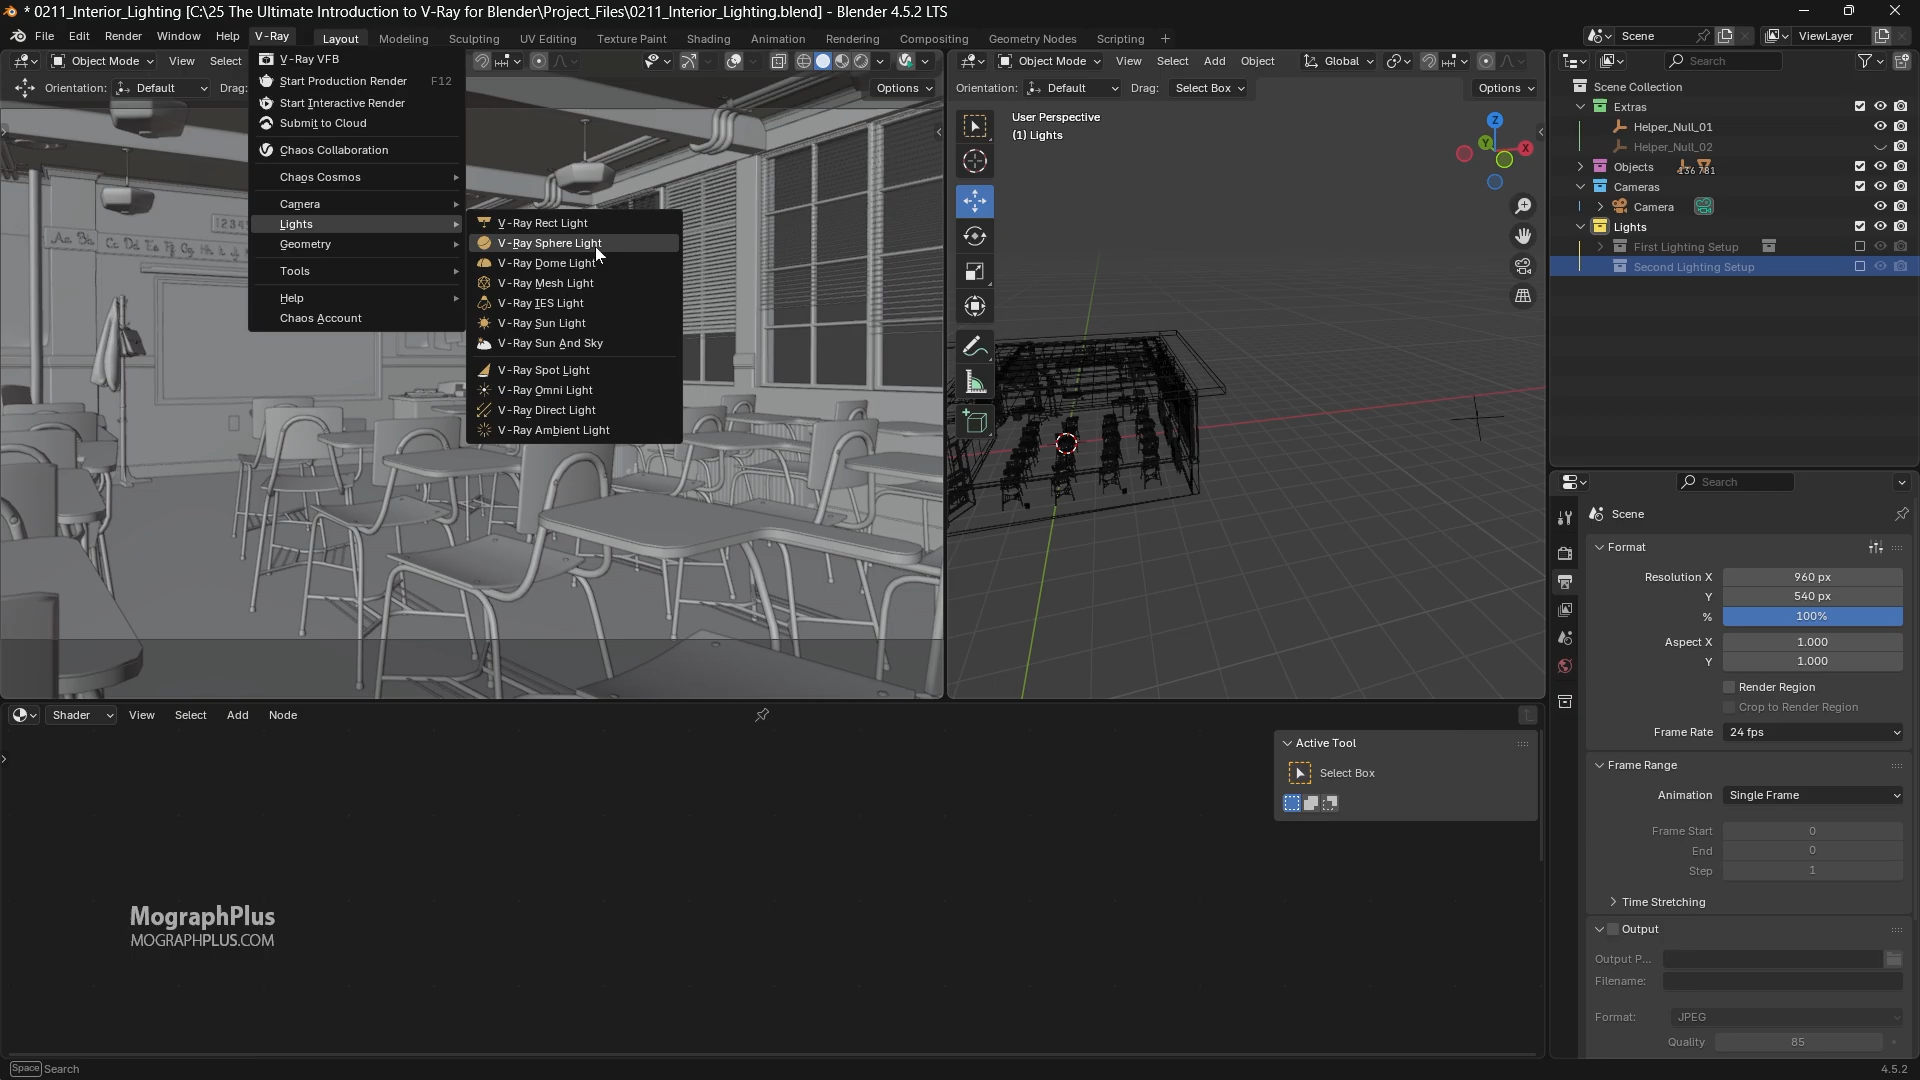 * 0211_Interior_Lighting [C:\25 The Ultimate Introduction to V-Ray for Blender\Project_Files\0211_Interior_Lighting.blend] - Blender 4.5.2 LTS
File Edit Render Window Help V-Ray Layout Modeling Sculpting UV Editing Texture Paint Shading Animation Rendering Compositing Geometry Nodes Scripting + Scene ViewLayer
Object Mode View Select
Orientation: Default Drag: Options
V-Ray VFB
Start Production Render F12
Start Interactive Render
Submit to Cloud
Chaos Collaboration
Chaos Cosmos
Camera
Lights
Geometry
Tools
Help
Chaos Account
V-Ray Rect Light
V-Ray Sphere Light
V-Ray Dome Light
V-Ray Mesh Light
V-Ray IES Light
V-Ray Sun Light
V-Ray Sun And Sky
V-Ray Spot Light
V-Ray Omni Light
V-Ray Direct Light
V-Ray Ambient Light
Object Mode View Select Add Object Global
Orientation: Default Drag: Select Box Options
User Perspective
(1) Lights
Z
Y
X
Search
Scene Collection
Extras
Helper_Null_01
Helper_Null_02
Objects 136 781
Cameras
Camera
Lights
First Lighting Setup
Second Lighting Setup
Search
Scene
Format
Resolution X 960 px
Y 540 px
% 100%
Aspect X 1.000
Y 1.000
Render Region
Crop to Render Region
Frame Rate 24 fps
Frame Range
Animation Single Frame
Frame Start 0
End 0
Step 1
Time Stretching
Output
Output P...
Filename:
Format: JPEG
Quality 85
Shader View Select Add Node
Active Tool
Select Box
MographPlus
MOGRAPHPLUS.COM
Space Search
4.5.2